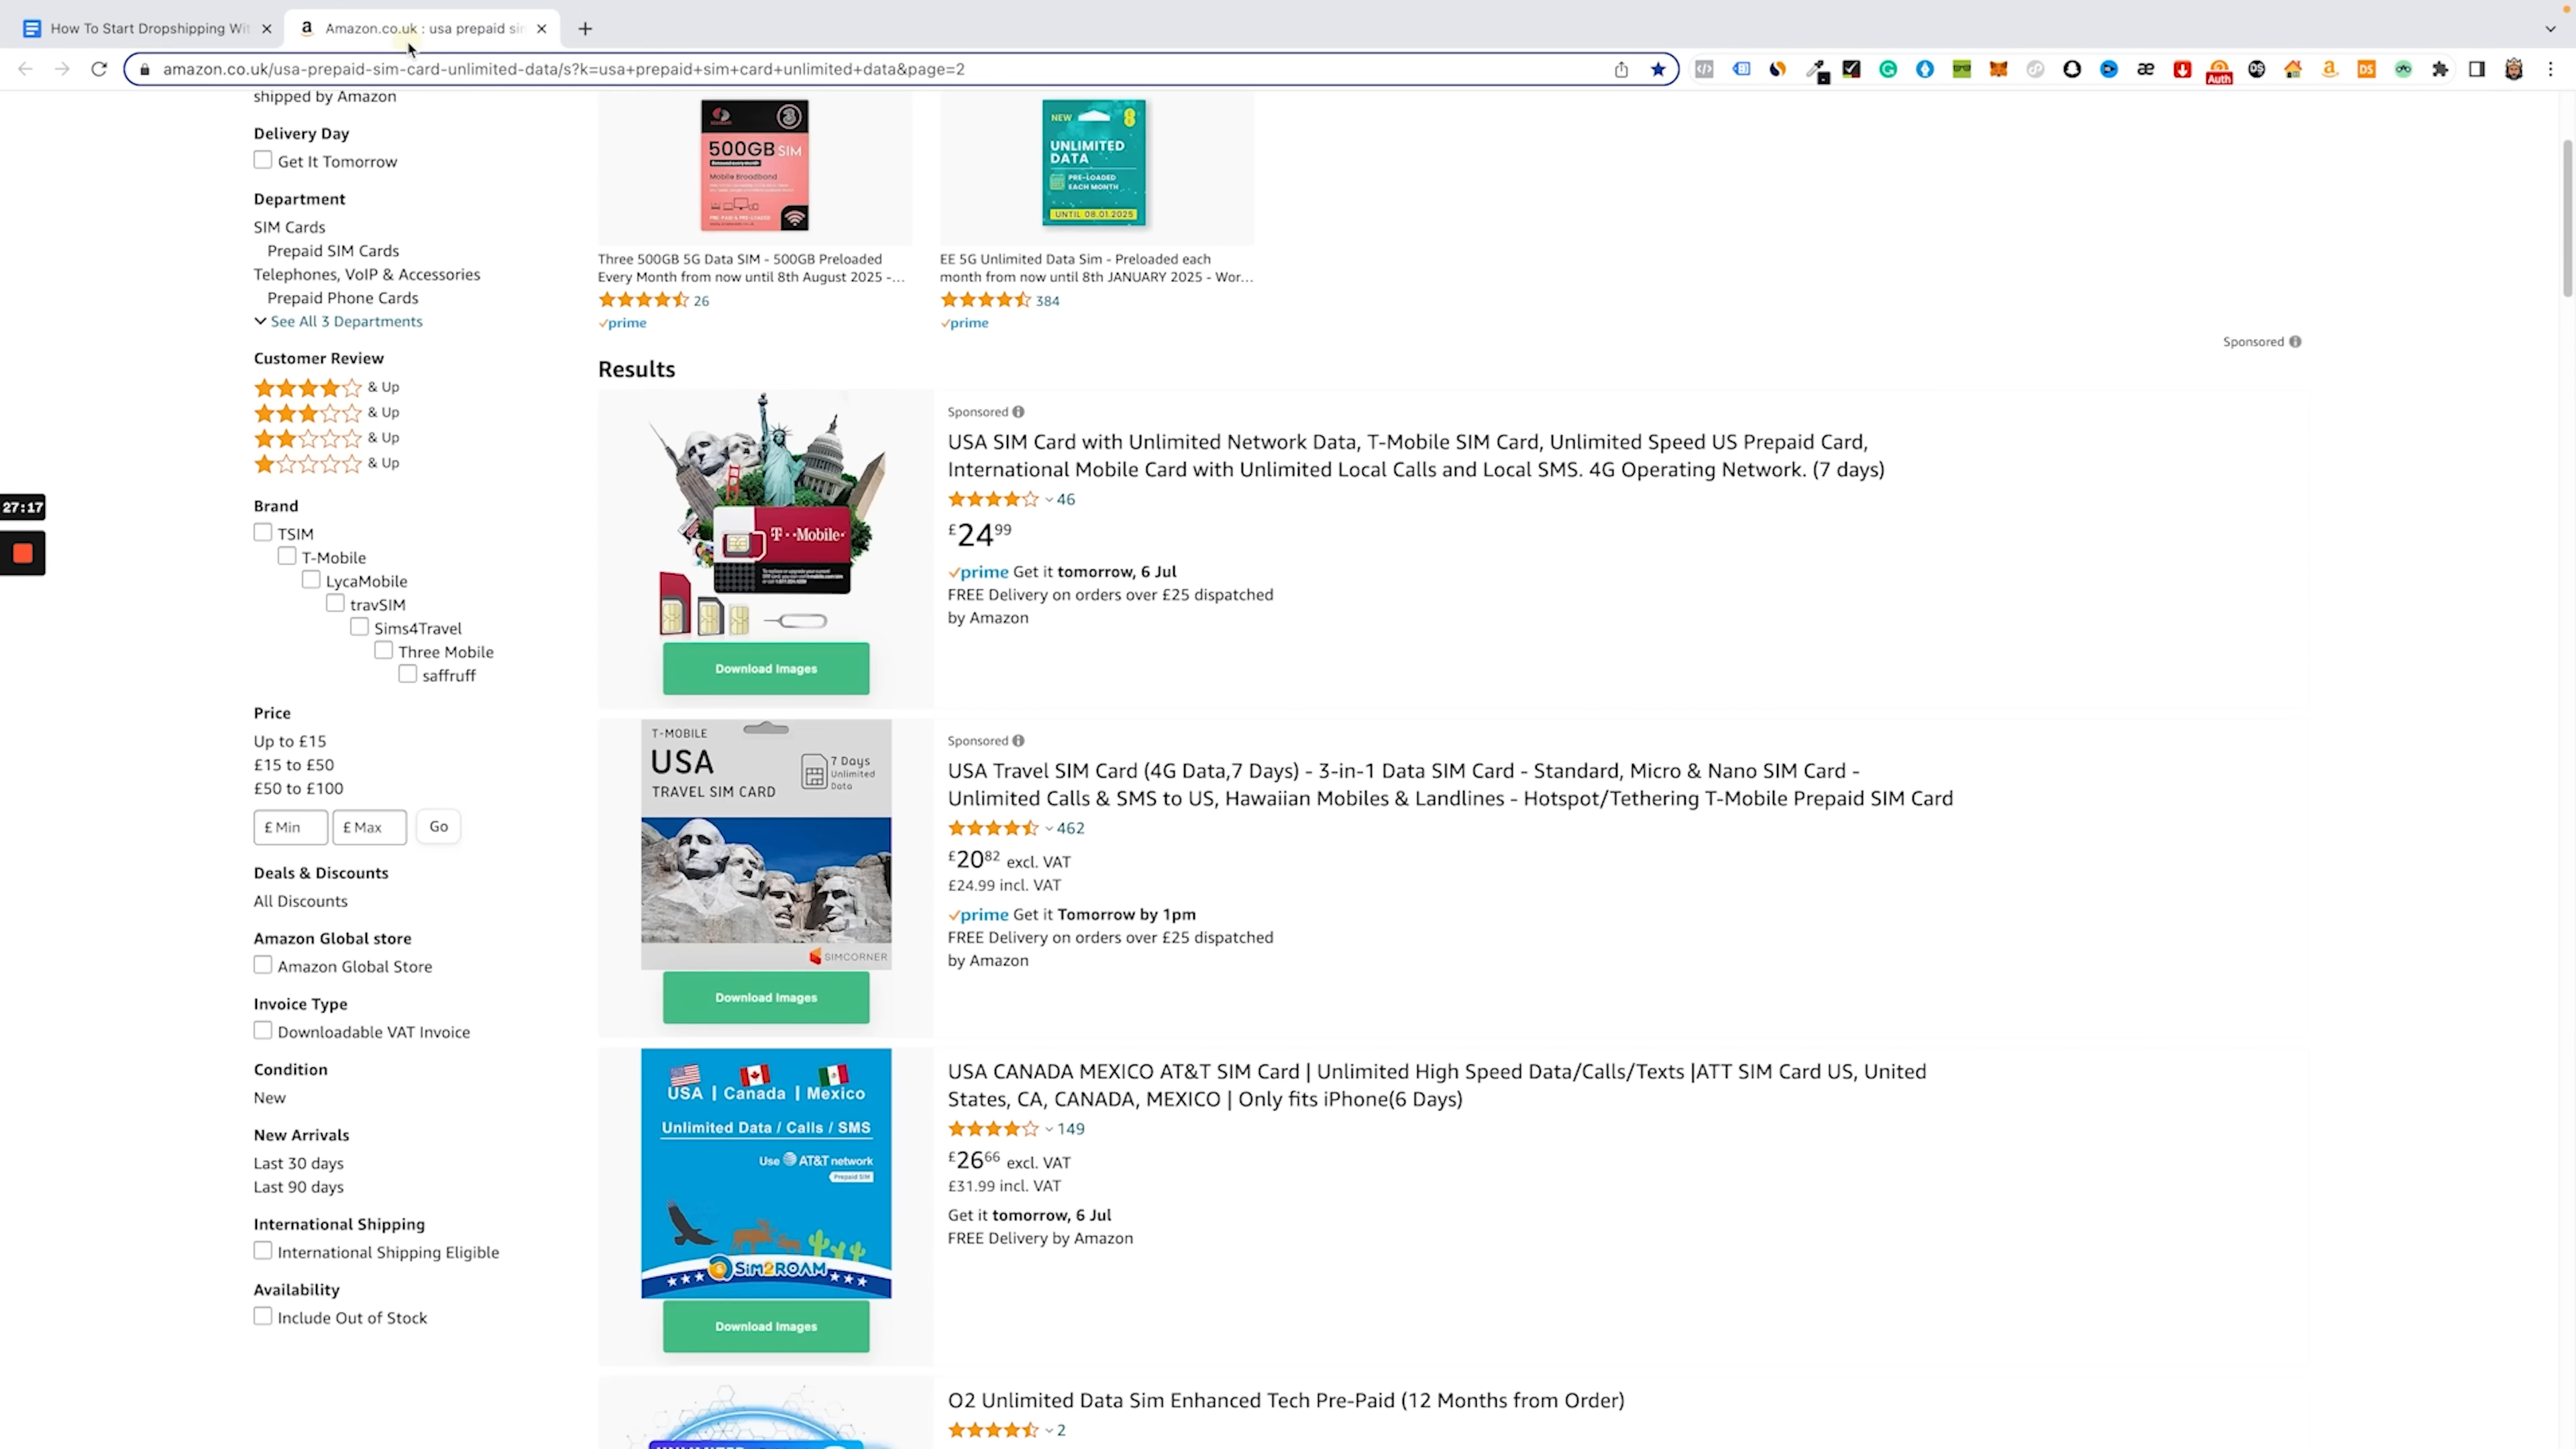 How To Start Dropshipping Wit
Amazon.co.uk : usa prepaid sim
amazon.co.uk/usa-prepaid-sim-card-unlimited-data/s?k=usa+prepaid+sim+card+unlimited+data&page=2
Auth
shipped by Amazon
Delivery Day
Get It Tomorrow
Department
SIM Cards
Prepaid SIM Cards
Telephones, VoIP & Accessories
Prepaid Phone Cards
See All 3 Departments
Customer Review
& Up
& Up
& Up
& Up
Brand
TSIM
T-Mobile
LycaMobile
travSIM
Sims4Travel
Three Mobile
saffruff
Price
Up to £15
£15 to £50
£50 to £100
£ Min
£ Max
Go
Deals & Discounts
All Discounts
Amazon Global store
Amazon Global Store
Invoice Type
Downloadable VAT Invoice
Condition
New
New Arrivals
Last 30 days
Last 90 days
International Shipping
International Shipping Eligible
Availability
Include Out of Stock
27:17
3
500GB SIM
Mobile Broadband
PRE-PAID & PRE-LOADED
Three 500GB 5G Data SIM - 500GB Preloaded
Every Month from now until 8th August 2025 -...
26
prime
NEW
UNLIMITED
DATA
PRE-LOADED
EACH MONTH
UNTIL 08.01.2025
EE 5G Unlimited Data Sim - Preloaded each
month from now until 8th JANUARY 2025 - Wor...
384
prime
Sponsored
Results
T··Mobile·
Download Images
Sponsored
USA SIM Card with Unlimited Network Data, T-Mobile SIM Card, Unlimited Speed US Prepaid Card,
International Mobile Card with Unlimited Local Calls and Local SMS. 4G Operating Network. (7 days)
46
£24.99
prime Get it tomorrow, 6 Jul
FREE Delivery on orders over £25 dispatched
by Amazon
T-MOBILE
USA
TRAVEL SIM CARD
7 Days
Unlimited
Data
SIMCORNER
Download Images
Sponsored
USA Travel SIM Card (4G Data,7 Days) - 3-in-1 Data SIM Card - Standard, Micro & Nano SIM Card -
Unlimited Calls & SMS to US, Hawaiian Mobiles & Landlines - Hotspot/Tethering T-Mobile Prepaid SIM Card
462
£20.82 excl. VAT
£24.99 incl. VAT
prime Get it Tomorrow by 1pm
FREE Delivery on orders over £25 dispatched
by Amazon
USA | Canada | Mexico
Unlimited Data / Calls / SMS
Use AT&T network
Prepaid SIM
SIM2ROAM
Download Images
USA CANADA MEXICO AT&T SIM Card | Unlimited High Speed Data/Calls/Texts |ATT SIM Card US, United
States, CA, CANADA, MEXICO | Only fits iPhone(6 Days)
149
£26.66 excl. VAT
£31.99 incl. VAT
Get it tomorrow, 6 Jul
FREE Delivery by Amazon
O2 Unlimited Data Sim Enhanced Tech Pre-Paid (12 Months from Order)
2